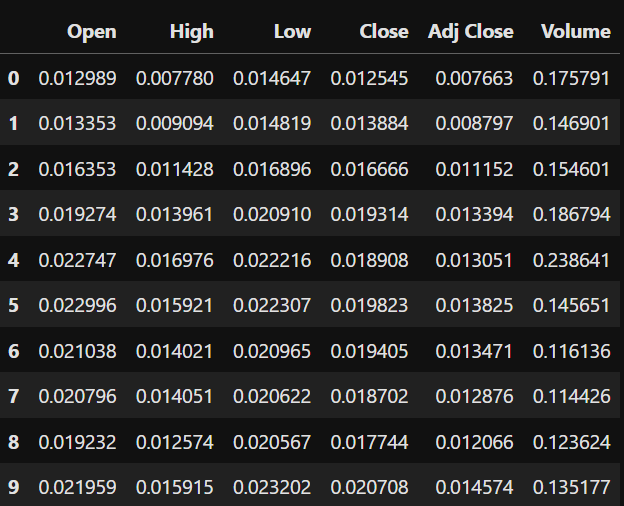 Open High Low Close Adj Close Volume
0 0.012989 0.007780 0.014647 0.012545 0.007663 0.175791
1 0.013353 0.009094 0.014819 0.013884 0.008797 0.146901
2 0.016353 0.011428 0.016896 0.016666 0.011152 0.154601
3 0.019274 0.013961 0.020910 0.019314 0.013394 0.186794
4 0.022747 0.016976 0.022216 0.018908 0.013051 0.238641
5 0.022996 0.015921 0.022307 0.019823 0.013825 0.145651
6 0.021038 0.014021 0.020965 0.019405 0.013471 0.116136
7 0.020796 0.014051 0.020622 0.018702 0.012876 0.114426
8 0.019232 0.012574 0.020567 0.017744 0.012066 0.123624
9 0.021959 0.015915 0.023202 0.020708 0.014574 0.135177